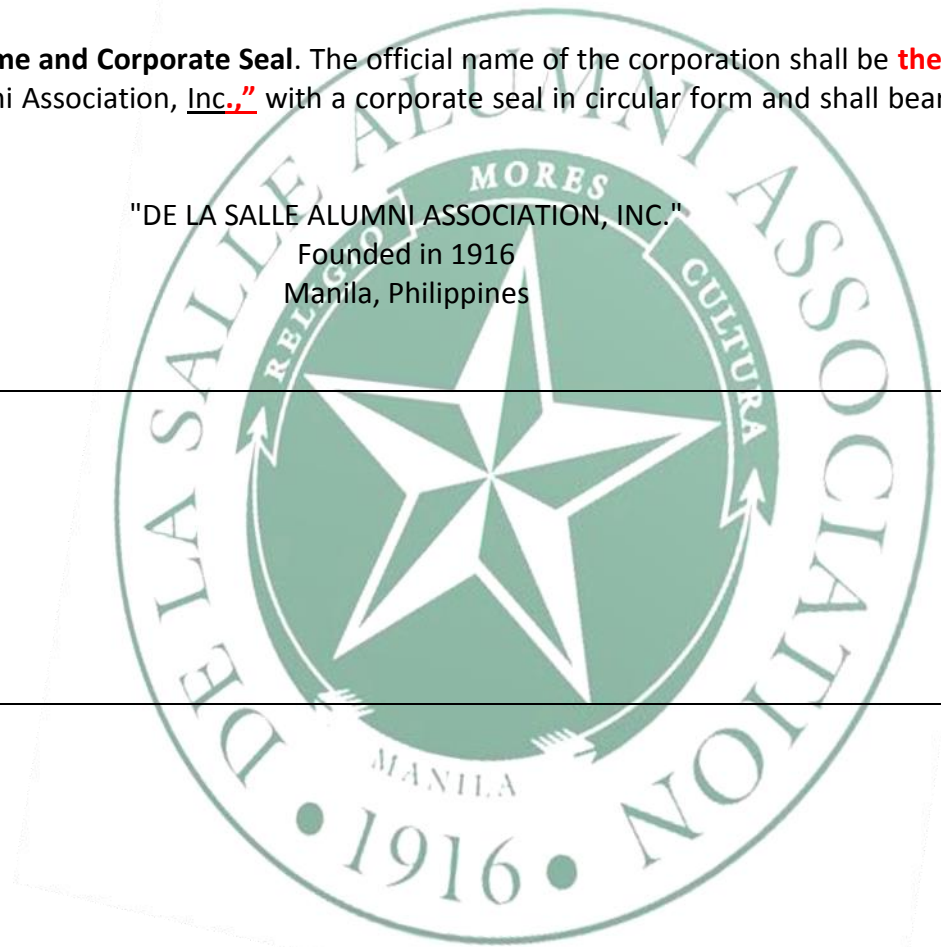 me and Corporate Seal. The official name of the corporation shall be the
ni Association, Inc.,” with a corporate seal in circular form and shall bear
"DE LA SALLE ALUMNI ASSOCIATION, INC."
Founded in 1916
Manila, Philippines
DE LA SALLE ALUMNI ASSOCIATION
RELIGIO MORES CULTURA
MANILA
• 1916 •